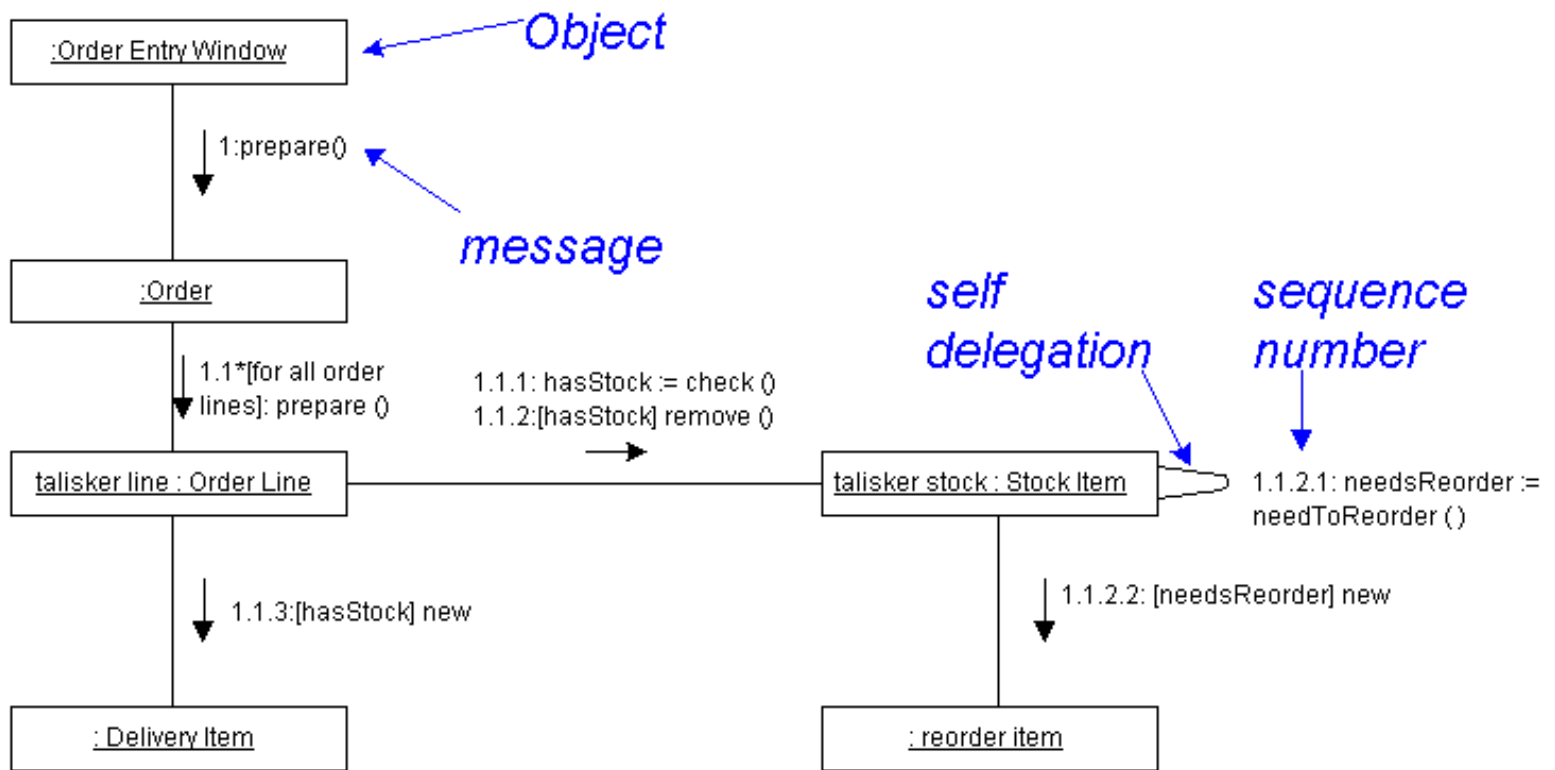 :Order Entry Window
Object
1:prepare()
message
:Order
self
delegation
sequence
number
1.1*[for all order
lines]: prepare ()
1.1.1: hasStock := check ()
1.1.2:[hasStock] remove ()
talisker line : Order Line
talisker stock : Stock Item
1.1.2.1: needsReorder :=
needToReorder ( )
1.1.3:[hasStock] new
1.1.2.2: [needsReorder] new
: Delivery Item
: reorder item